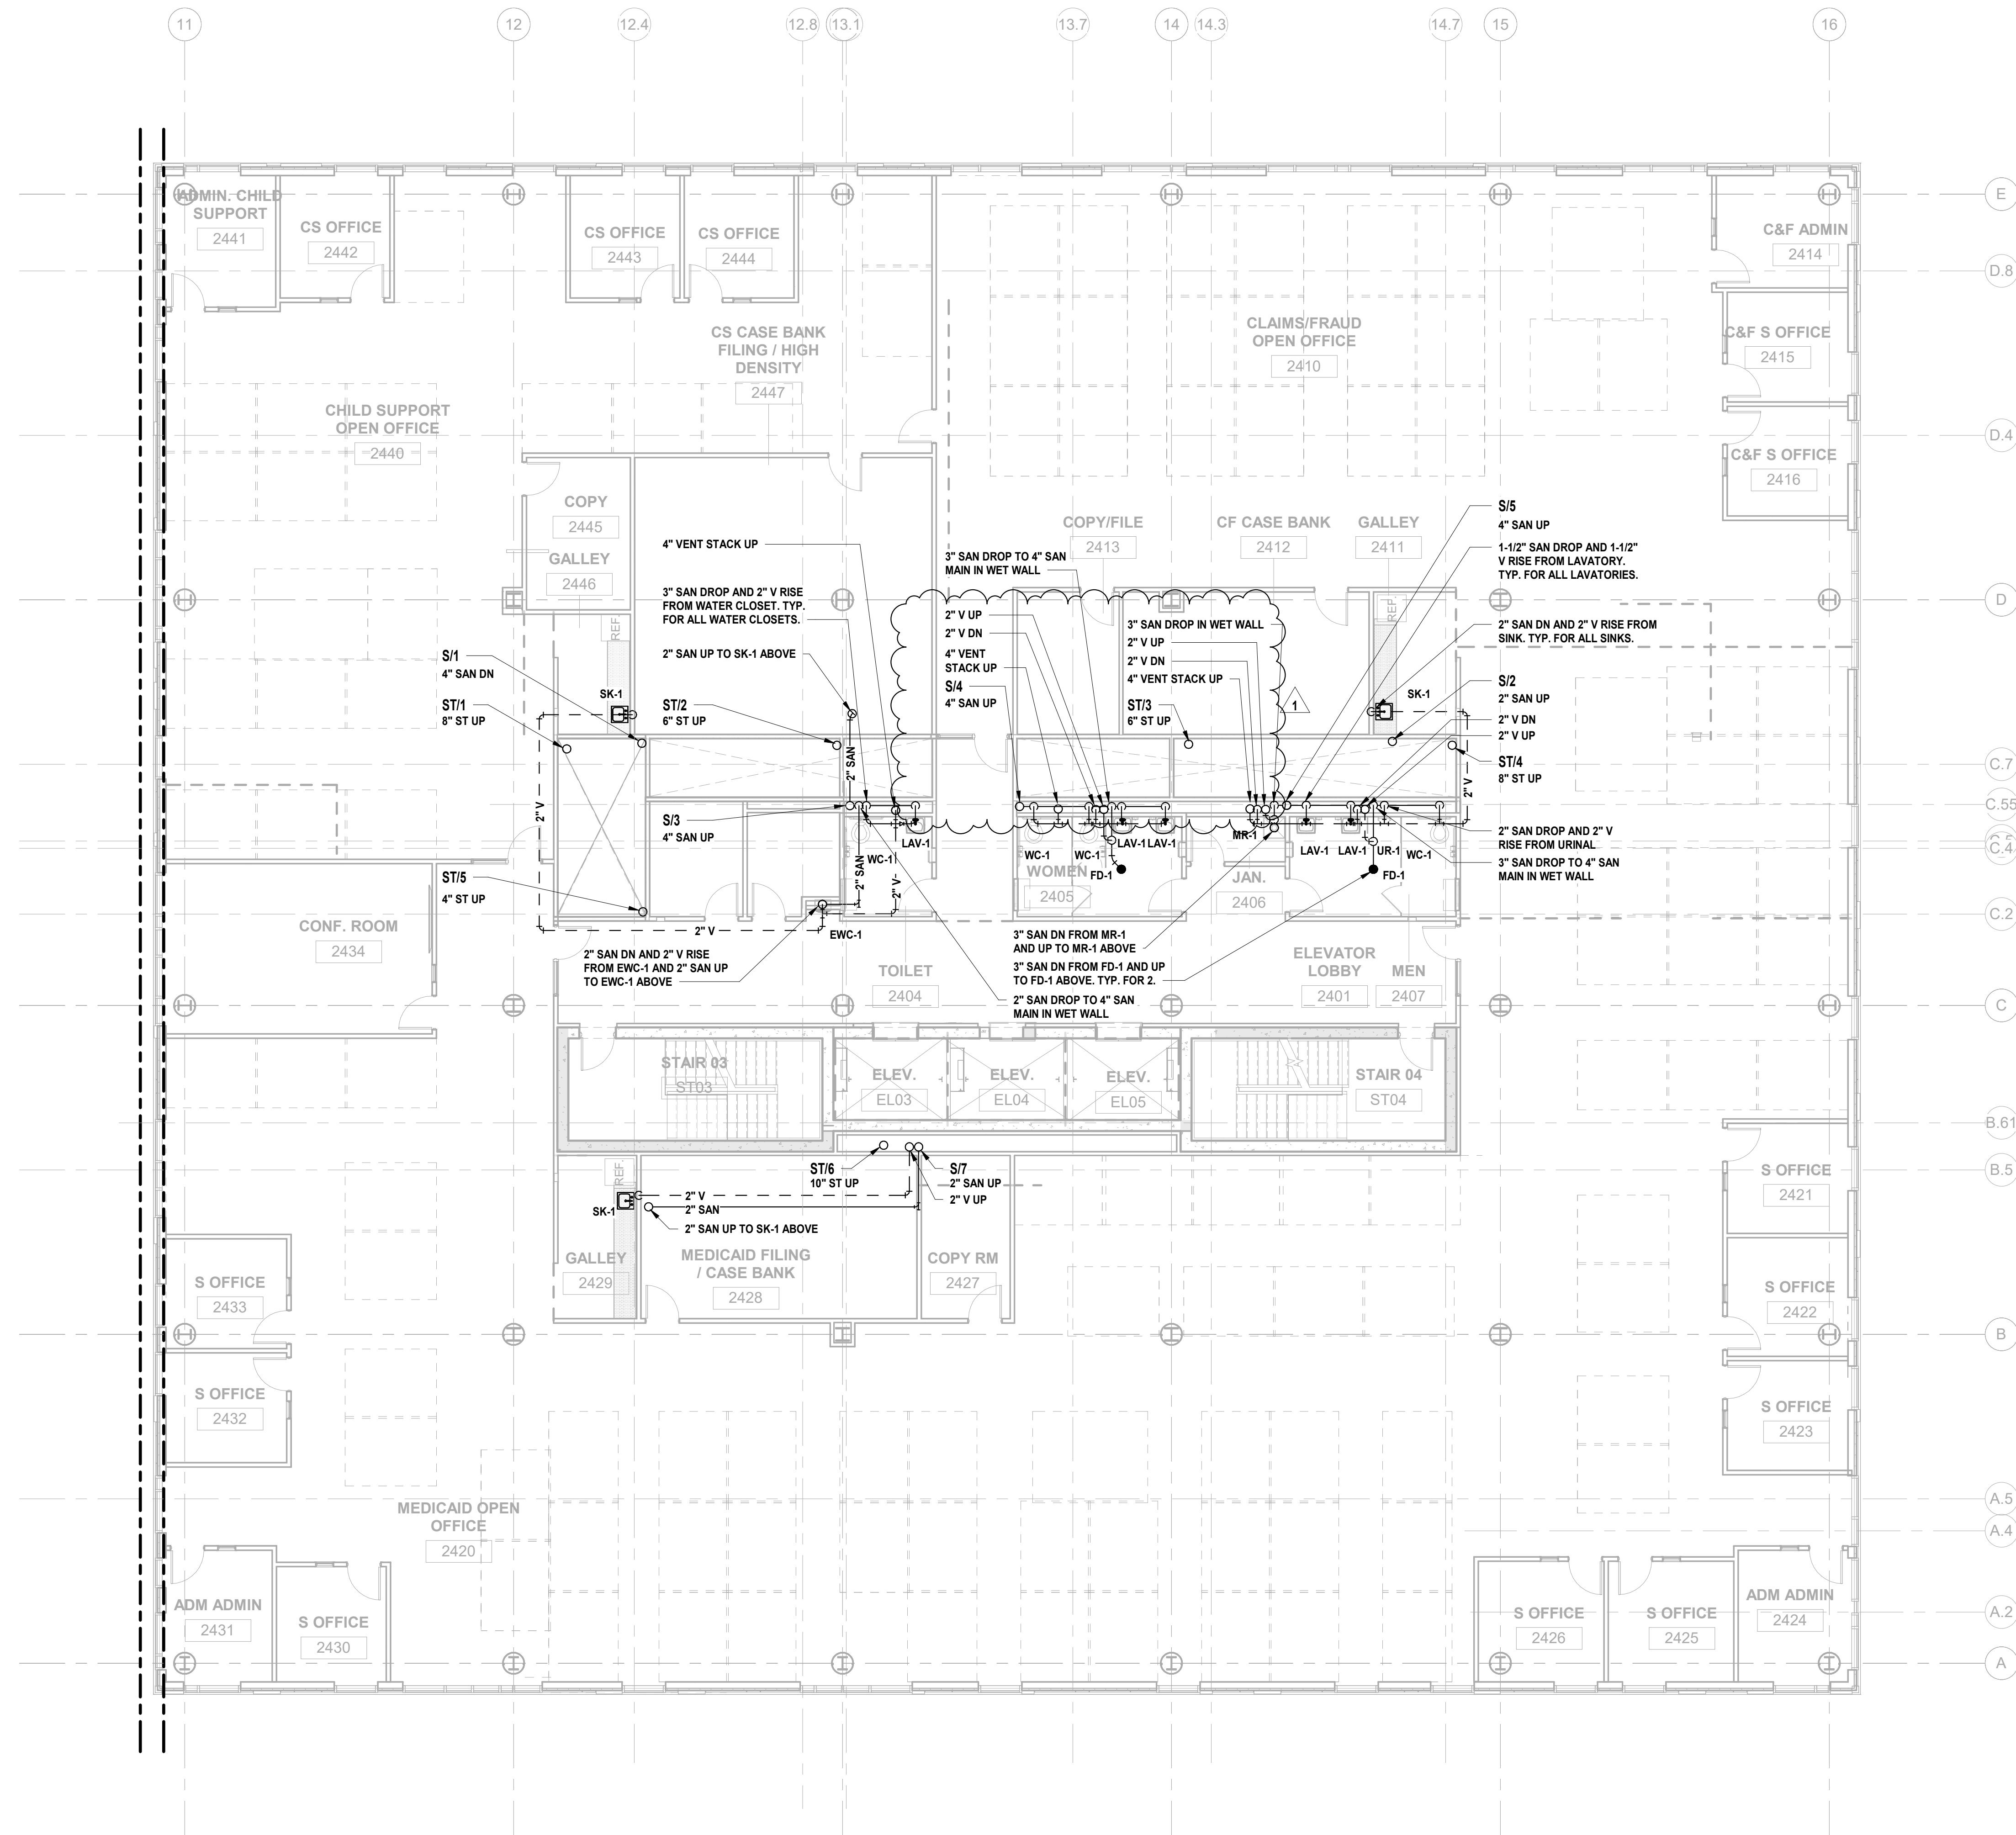 11
12
12.4
12.8
13.1
13.7
14
14.3
14.7
15
16
E
D.8
D.4
D
C.7
C.55
C.5
C.4
C.2
C
B.61
B.5
B
A.5
A.4
A.2
A
ADMIN. CHILD
SUPPORT
2441
CS OFFICE
2442
CS OFFICE
2443
CS OFFICE
2444
C&F ADMIN
2414
CS CASE BANK
FILING / HIGH
DENSITY
2447
CLAIMS/FRAUD
OPEN OFFICE
2410
C&F S OFFICE
2415
CHILD SUPPORT
OPEN OFFICE
2440
C&F S OFFICE
2416
COPY
2445
GALLEY
2446
COPY/FILE
2413
CF CASE BANK
2412
GALLEY
2411
S/5
4" SAN UP
4" VENT STACK UP
3" SAN DROP TO 4" SAN
MAIN IN WET WALL
1-1/2" SAN DROP AND 1-1/2"
V RISE FROM LAVATORY.
TYP. FOR ALL LAVATORIES.
3" SAN DROP AND 2" V RISE
FROM WATER CLOSET. TYP.
FOR ALL WATER CLOSETS.
REF.
REF.
2" V UP
2" V DN
4" VENT
STACK UP
S/4
4" SAN UP
3" SAN DROP IN WET WALL
2" V UP
2" V DN
4" VENT STACK UP
2" SAN DN AND 2" V RISE FROM
SINK. TYP. FOR ALL SINKS.
S/1
4" SAN DN
2" SAN UP TO SK-1 ABOVE
S/2
2" SAN UP
SK-1
SK-1
ST/1
8" ST UP
ST/2
6" ST UP
ST/3
6" ST UP
1
2" V DN
2" V UP
ST/4
8" ST UP
2" V
2" SAN
2" V
S/3
4" SAN UP
LAV-1
WC-1
WC-1
WC-1
LAV-1
LAV-1
MR-1
LAV-1
LAV-1
UR-1
WC-1
2" SAN DROP AND 2" V
RISE FROM URINAL
3" SAN DROP TO 4" SAN
MAIN IN WET WALL
ST/5
4" ST UP
2" SAN
2" V
WOMEN
2405
FD-1
JAN.
2406
FD-1
CONF. ROOM
2434
2" V
EWC-1
2" SAN DN AND 2" V RISE
FROM EWC-1 AND 2" SAN UP
TO EWC-1 ABOVE
TOILET
2404
3" SAN DN FROM MR-1
AND UP TO MR-1 ABOVE
3" SAN DN FROM FD-1 AND UP
TO FD-1 ABOVE. TYP. FOR 2.
2" SAN DROP TO 4" SAN
MAIN IN WET WALL
ELEVATOR
LOBBY
2401
MEN
2407
STAIR 03
ST03
ELEV.
EL03
ELEV.
EL04
ELEV.
EL05
STAIR 04
ST04
ST/6
10" ST UP
S/7
2" SAN UP
2" V UP
REF.
SK-1
2" V
2" SAN
2" SAN UP TO SK-1 ABOVE
S OFFICE
2421
GALLEY
2429
MEDICAID FILING
/ CASE BANK
2428
COPY RM
2427
S OFFICE
2433
S OFFICE
2422
S OFFICE
2432
S OFFICE
2423
MEDICAID OPEN
OFFICE
2420
ADM ADMIN
2431
S OFFICE
2430
S OFFICE
2426
S OFFICE
2425
ADM ADMIN
2424